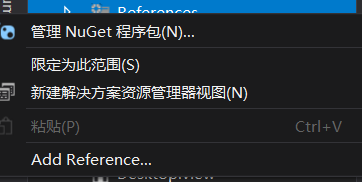 References
管理 NuGet 程序包(N)...
限定为此范围(S)
新建解决方案资源管理器视图(N)
粘贴(P) Ctrl+V
Add Reference...